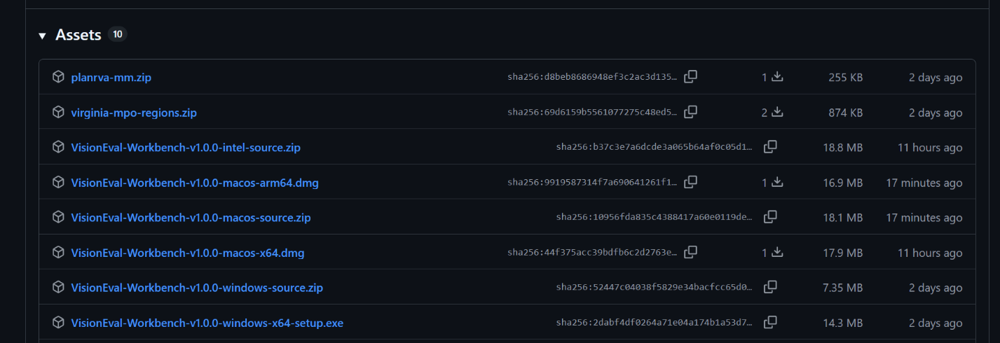 Assets 10
planrva-mm.zip sha256:d8beb8686948ef3c2ac3d135… 1 255 KB 2 days ago
virginia-mpo-regions.zip sha256:69d6159b5561077275c48ed5… 2 874 KB 2 days ago
VisionEval-Workbench-v1.0.0-intel-source.zip sha256:b37c3e7a6dcde3a065b64af0c05d1… 18.8 MB 11 hours ago
VisionEval-Workbench-v1.0.0-macos-arm64.dmg sha256:9919587314f7a690641261f1… 1 16.9 MB 17 minutes ago
VisionEval-Workbench-v1.0.0-macos-source.zip sha256:10956fda835c4388417a60e0119de… 18.1 MB 17 minutes ago
VisionEval-Workbench-v1.0.0-macos-x64.dmg sha256:44f375acc39bdfb6c2d2763e… 1 17.9 MB 11 hours ago
VisionEval-Workbench-v1.0.0-windows-source.zip sha256:52447c04038f5829e34bacfcc65d0… 7.35 MB 2 days ago
VisionEval-Workbench-v1.0.0-windows-x64-setup.exe sha256:2dabf4df0264a71e04a174b1a53d7… 14.3 MB 2 days ago